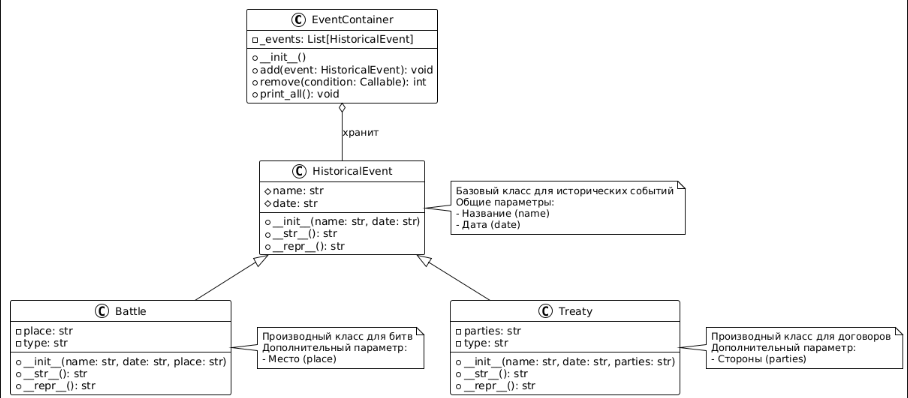 C EventContainer
_events: List[HistoricalEvent]
__init__()
add(event: HistoricalEvent): void
remove(condition: Callable): int
print_all(): void
хранит
C HistoricalEvent
name: str
date: str
__init__(name: str, date: str)
__str__(): str
__repr__(): str
Базовый класс для исторических событий
Общие параметры:
- Название (name)
- Дата (date)
C Battle
place: str
type: str
__init__(name: str, date: str, place: str)
__str__(): str
__repr__(): str
Производный класс для битв
Дополнительный параметр:
- Место (place)
C Treaty
parties: str
type: str
__init__(name: str, date: str, parties: str)
__str__(): str
__repr__(): str
Производный класс для договоров
Дополнительный параметр:
- Стороны (parties)